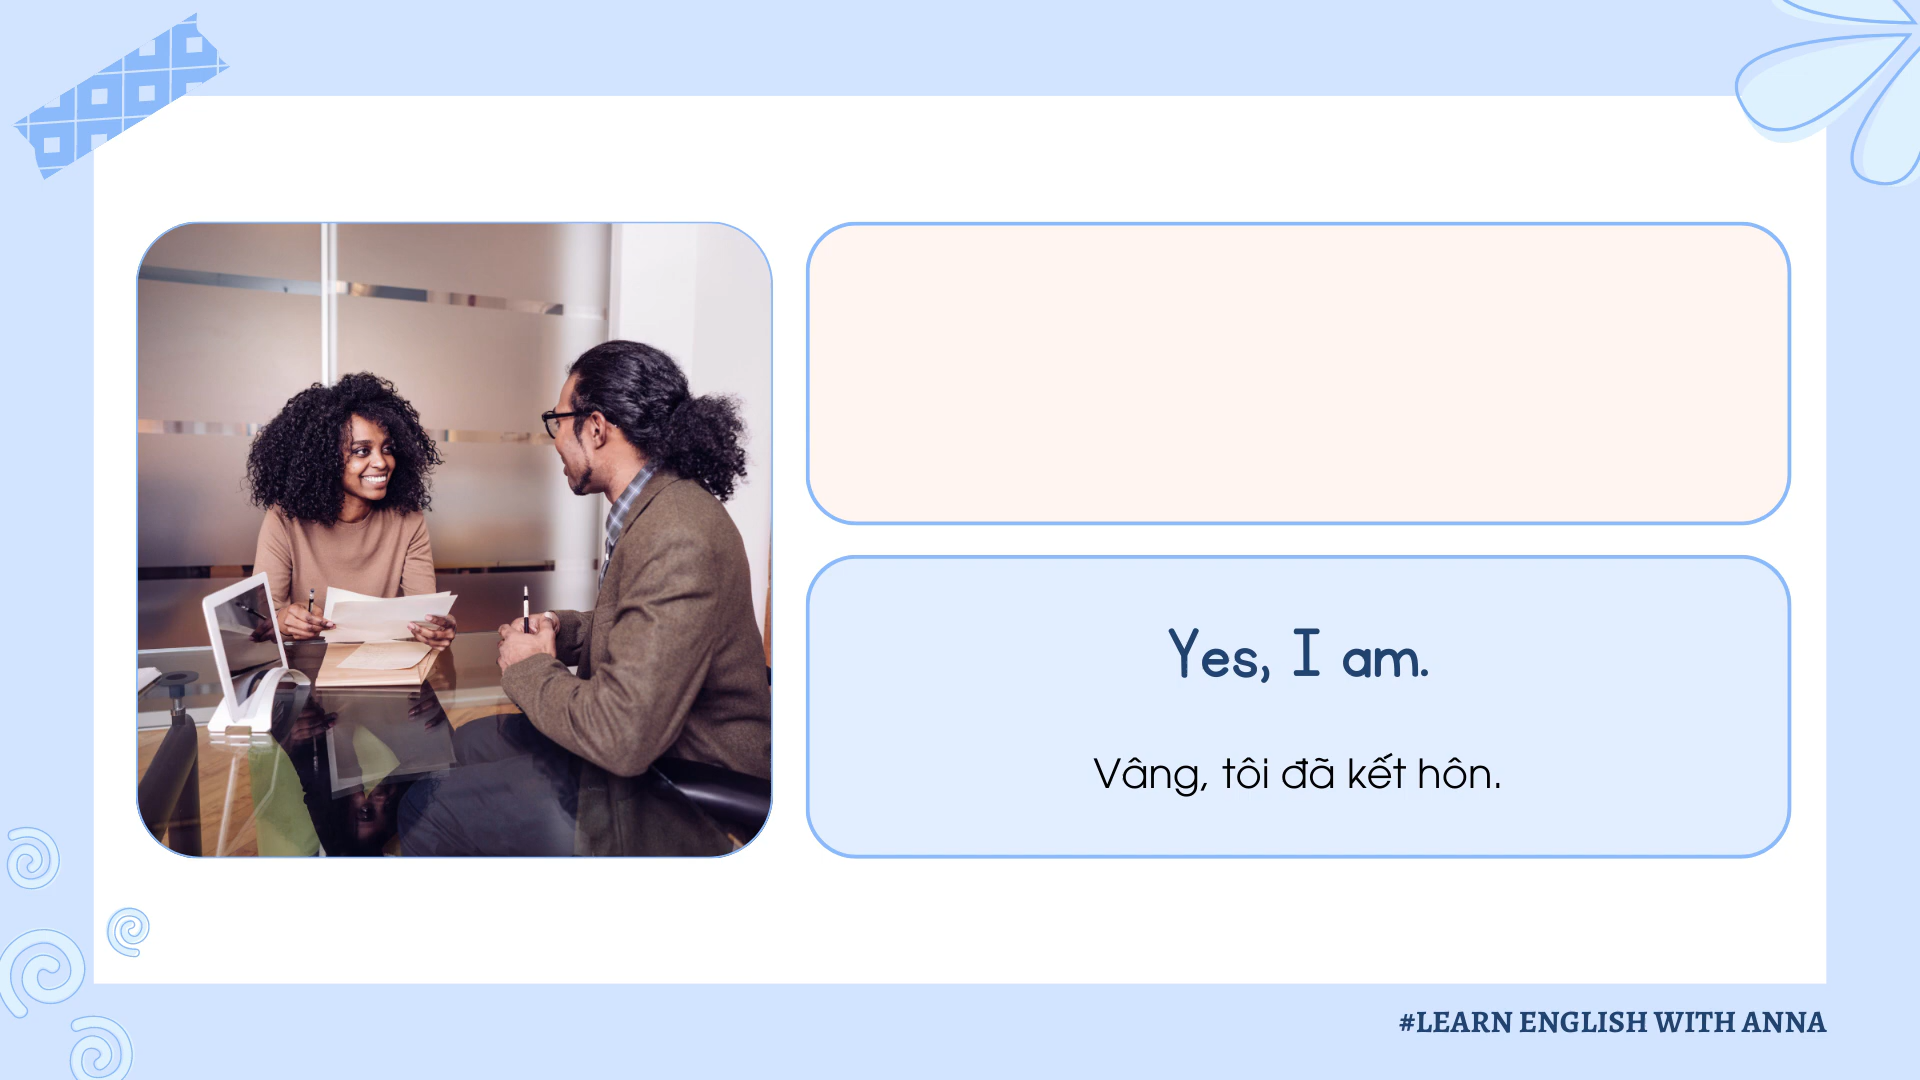 Yes, I am.
Vâng, tôi đã kết hôn.
#LEARN ENGLISH WITH ANNA